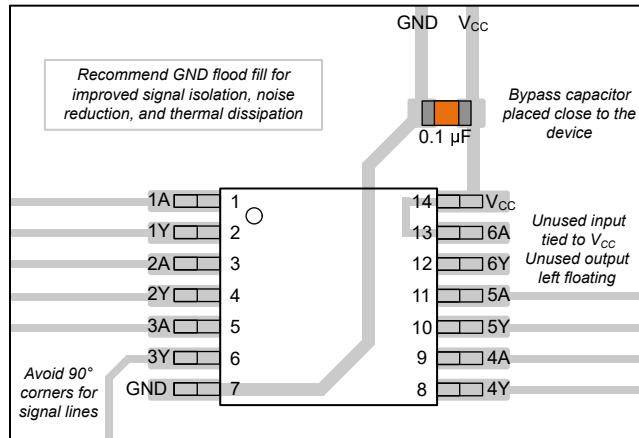 GND VCC
Recommend GND flood fill for
improved signal isolation, noise
reduction, and thermal dissipation
Bypass capacitor
placed close to the
device
0.1 µF
1A 1 14 VCC
1Y 2 13 6A
2A 3 12 6Y
2Y 4 11 5A
3A 5 10 5Y
3Y 6 9 4A
GND 7 8 4Y
Unused input
tied to VCC
Unused output
left floating
Avoid 90°
corners for
signal lines